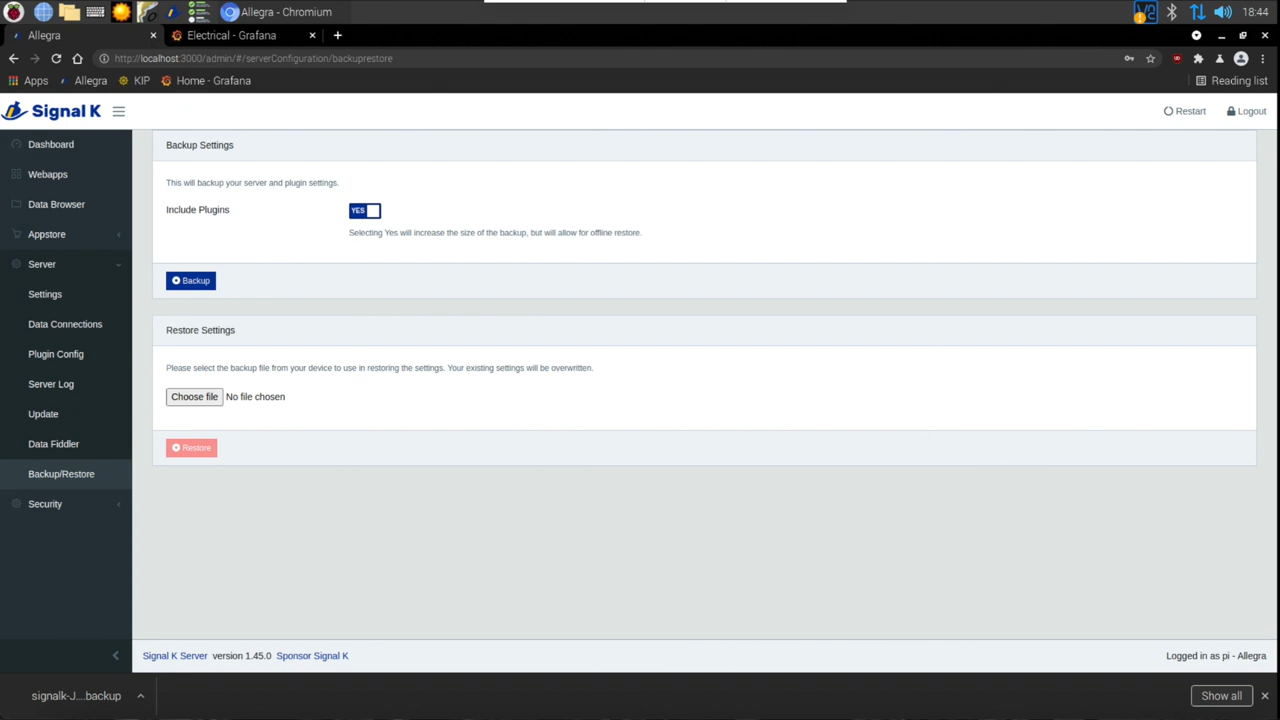 Allegra - Chromium
18:44
Allegra
Electrical - Grafana
http://localhost:3000/admin/#/serverConfiguration/backuprestore
Apps
Allegra
KIP
Home - Grafana
Reading list
Signal K
Restart
Logout
Dashboard
Webapps
Data Browser
Appstore
Server
Settings
Data Connections
Plugin Config
Server Log
Update
Data Fiddler
Backup/Restore
Security
Backup Settings
This will backup your server and plugin settings.
Include Plugins
YES
Selecting Yes will increase the size of the backup, but will allow for offline restore.
Backup
Restore Settings
Please select the backup file from your device to use in restoring the settings. Your existing settings will be overwritten.
Choose file No file chosen
Restore
Signal K Server version 1.45.0 Sponsor Signal K
Logged in as pi - Allegra
signalk-J....backup
Show all